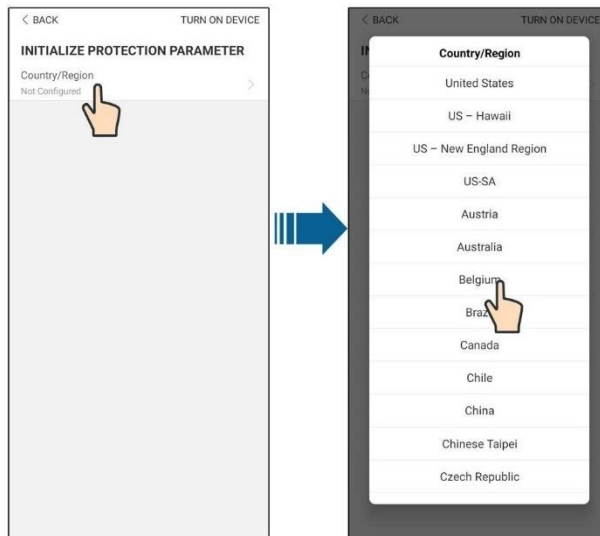 < BACK TURN ON DEVICE
INITIALIZE PROTECTION PARAMETER
Country/Region
Not Configured
< BACK TURN ON DEVICE
Country/Region
United States
US – Hawaii
US – New England Region
US-SA
Austria
Australia
Belgium
Canada
Chile
China
Chinese Taipei
Czech Republic